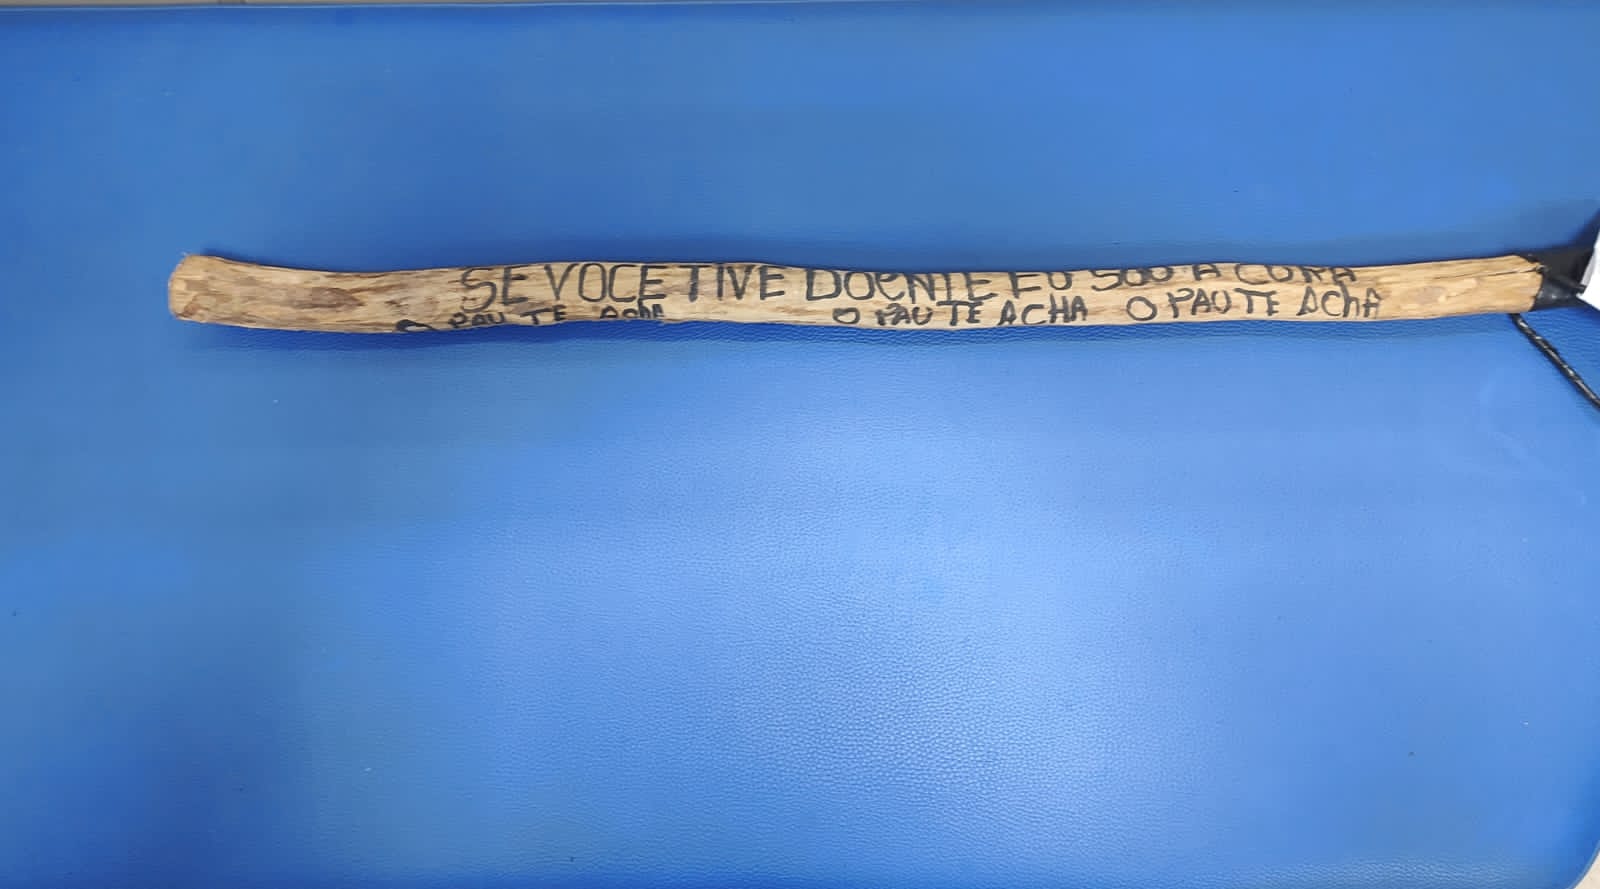 SE VOCE TIVE DOENTE EU SOU A CURA
O PAU TE ACHA O PAU TE ACHA O PAU TE ACHA